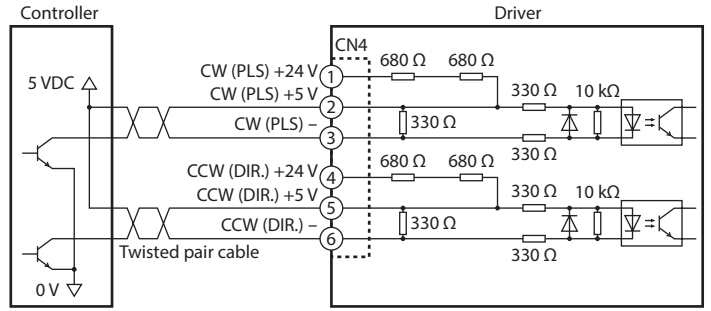 Controller
Driver
CN4
680 Ω 680 Ω
CW (PLS) +24 V 1
5 VDC
CW (PLS) +5 V 2
330 Ω 10 kΩ
CW (PLS) – 3
330 Ω
330 Ω
680 Ω 680 Ω
CCW (DIR.) +24 V 4
CCW (DIR.) +5 V 5
330 Ω 10 kΩ
CCW (DIR.) – 6
330 Ω
Twisted pair cable
330 Ω
0 V